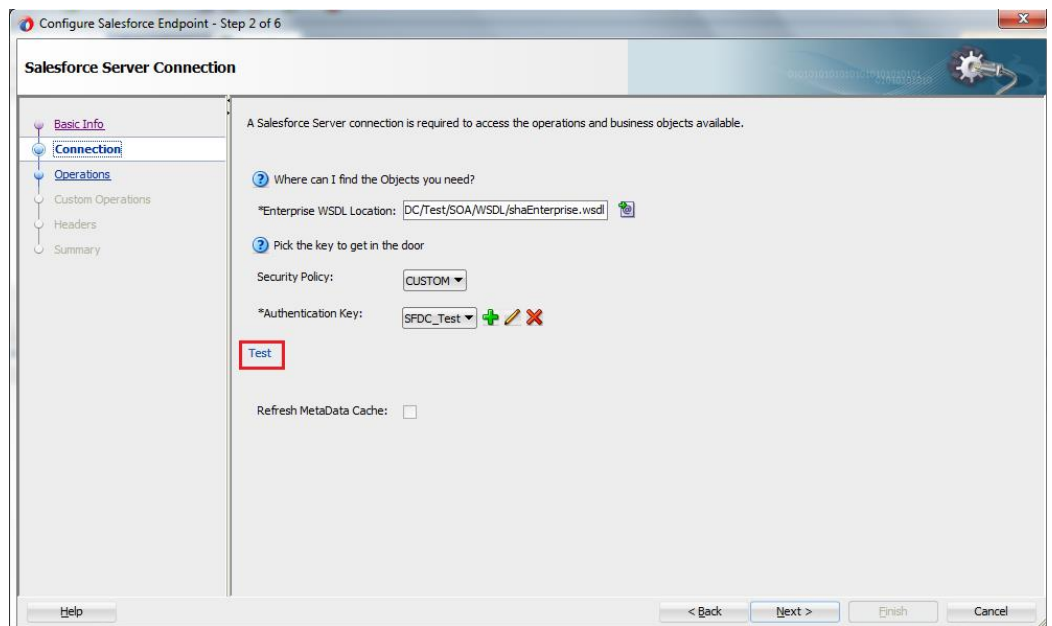 Configure Salesforce Endpoint - Step 2 of 6
Salesforce Server Connection
Basic Info
Connection
Operations
Custom Operations
Headers
Summary
A Salesforce Server connection is required to access the operations and business objects available.
Where can I find the Objects you need?
*Enterprise WSDL Location: DC/Test/SOA/WSDL/shaEnterprise.wsdl
Pick the key to get in the door
Security Policy: CUSTOM
*Authentication Key: SFDC_Test
Test
Refresh MetaData Cache:
Help
< Back Next > Finish Cancel